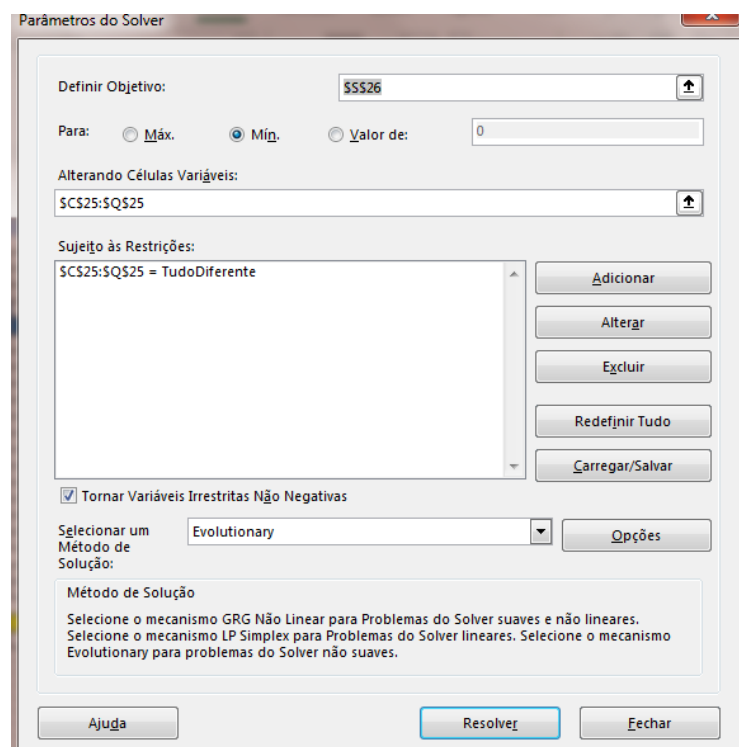 Parâmetros do Solver
Definir Objetivo:
$S$26
Para:
Máx.
Mín.
Valor de:
0
Alterando Células Variáveis:
$C$25:$Q$25
Sujeito às Restrições:
$C$25:$Q$25 = TudoDiferente
Adicionar
Alterar
Excluir
Redefinir Tudo
Carregar/Salvar
Tornar Variáveis Irrestritas Não Negativas
Selecionar um
Método de
Solução:
Evolutionary
Opções
Método de Solução
Selecione o mecanismo GRG Não Linear para Problemas do Solver suaves e não lineares.
Selecione o mecanismo LP Simplex para Problemas do Solver lineares. Selecione o mecanismo
Evolutionary para problemas do Solver não suaves.
Ajuda
Resolver
Fechar